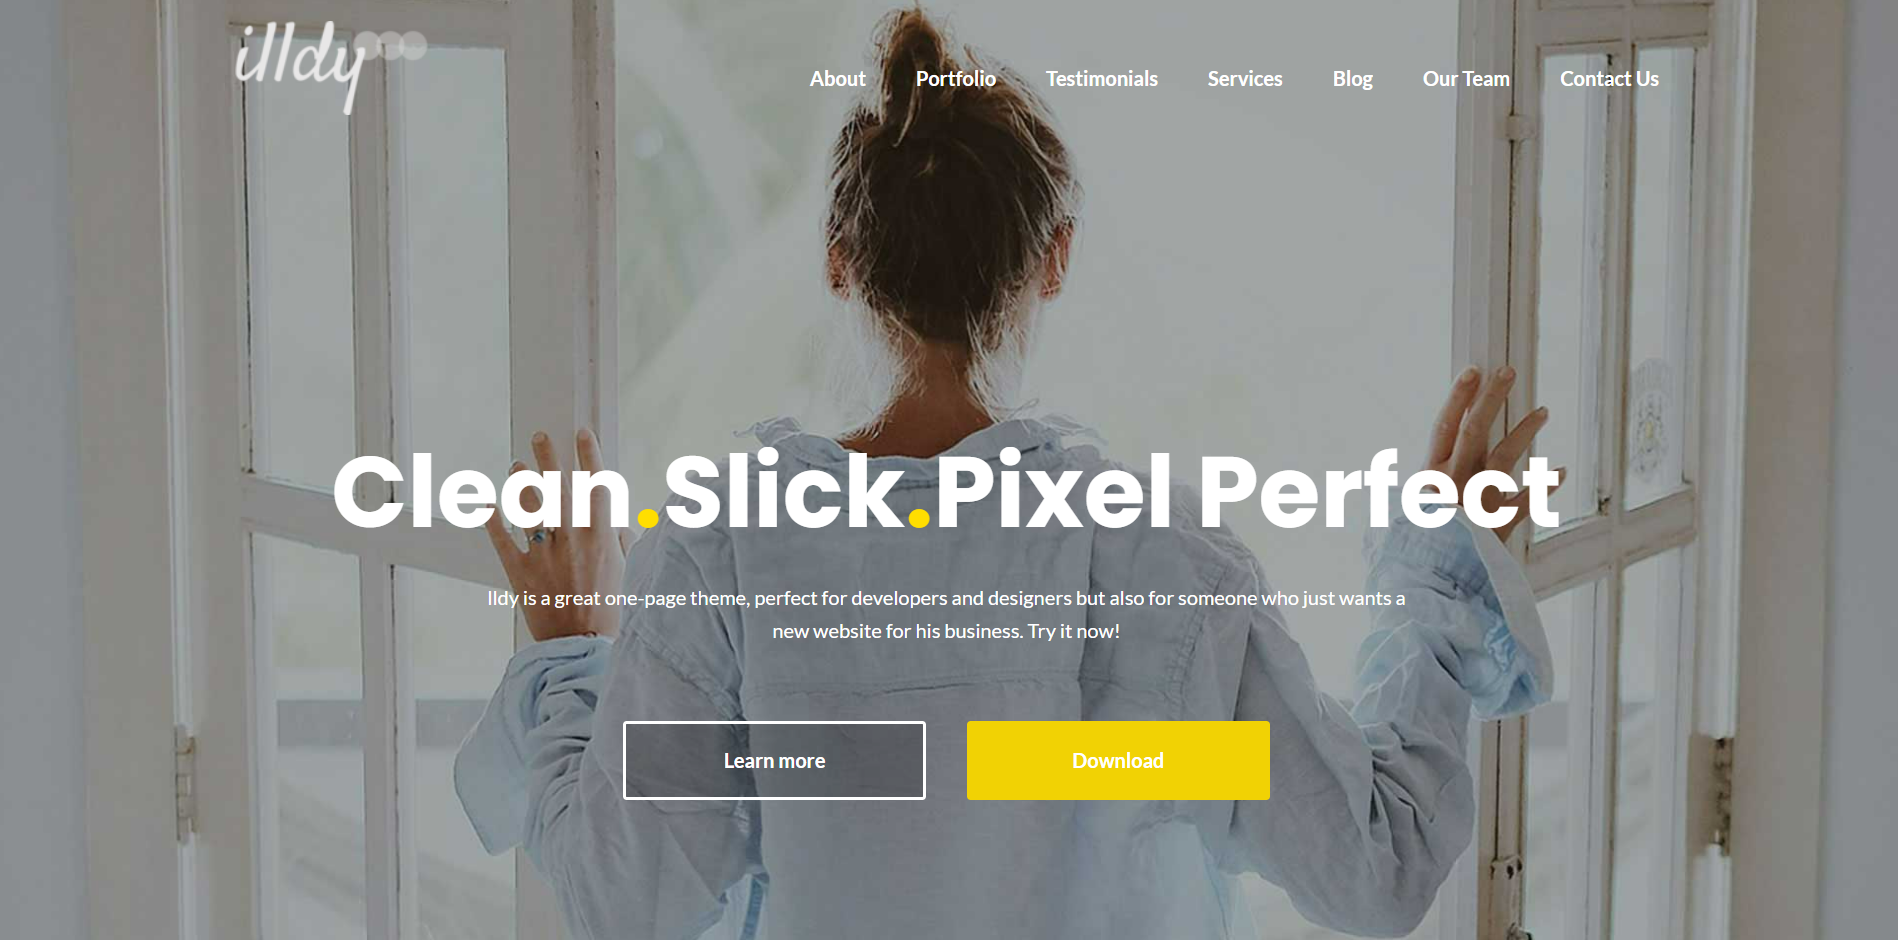 illdy
About Portfolio Testimonials Services Blog Our Team Contact Us
Clean.Slick.Pixel Perfect
lldy is a great one-page theme, perfect for developers and designers but also for someone who just wants a
new website for his business. Try it now!
Learn more Download